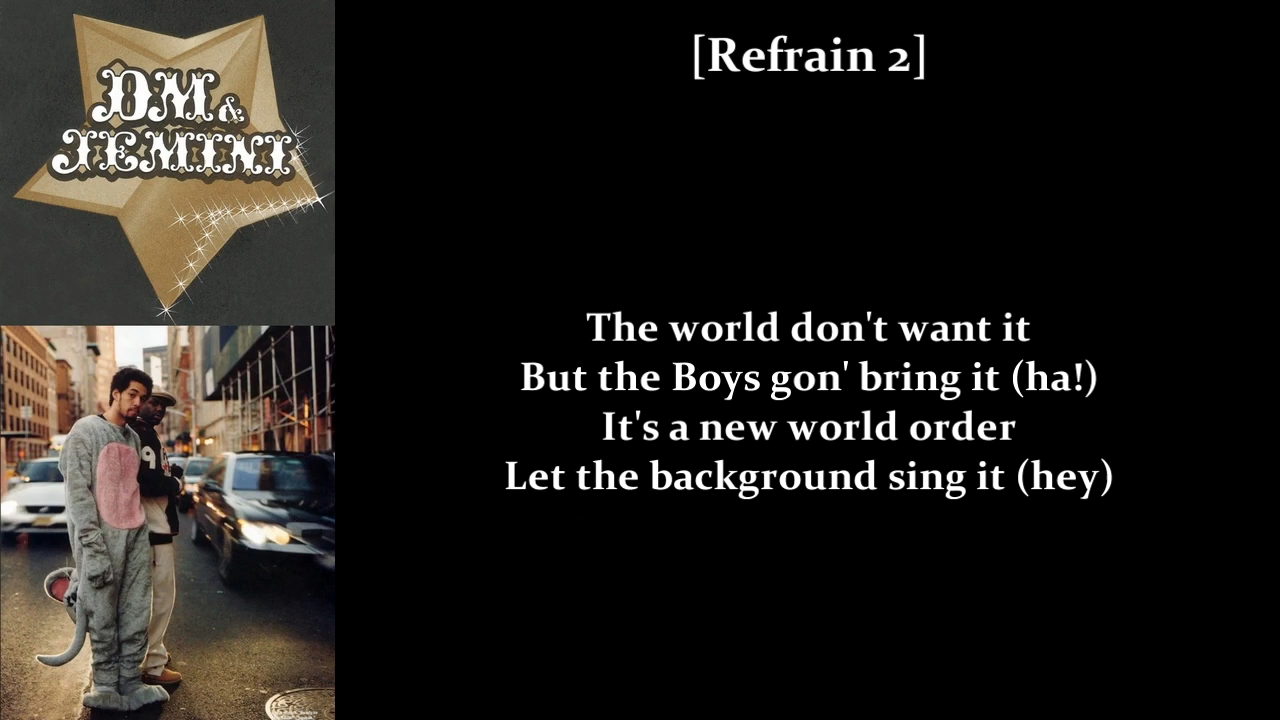 DM &
JEMINI
[Refrain 2]
The world don't want it
But the Boys gon' bring it (ha!)
It's a new world order
Let the background sing it (hey)
9